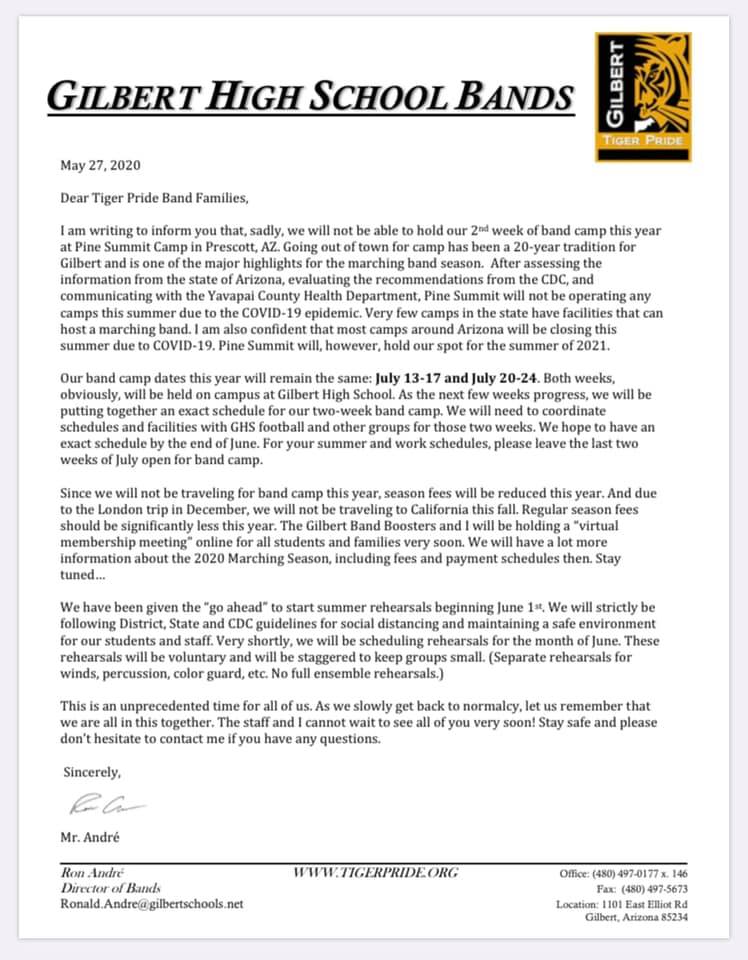 GILBERT HIGH SCHOOL BANDS
GILBERT
TIGER PRIDE
May 27, 2020
Dear Tiger Pride Band Families,
I am writing to inform you that, sadly, we will not be able to hold our 2nd week of band camp this year
at Pine Summit Camp in Prescott, AZ. Going out of town for camp has been a 20-year tradition for
Gilbert and is one of the major highlights for the marching band season.  After assessing the
information from the state of Arizona, evaluating the recommendations from the CDC, and
communicating with the Yavapai County Health Department, Pine Summit will not be operating any
camps this summer due to the COVID-19 epidemic. Very few camps in the state have facilities that can
host a marching band. I am also confident that most camps around Arizona will be closing this
summer due to COVID-19. Pine Summit will, however, hold our spot for the summer of 2021.
Our band camp dates this year will remain the same: July 13-17 and July 20-24. Both weeks,
obviously, will be held on campus at Gilbert High School. As the next few weeks progress, we will be
putting together an exact schedule for our two-week band camp. We will need to coordinate
schedules and facilities with GHS football and other groups for those two weeks. We hope to have an
exact schedule by the end of June. For your summer and work schedules, please leave the last two
weeks of July open for band camp.
Since we will not be traveling for band camp this year, season fees will be reduced this year. And due
to the London trip in December, we will not be traveling to California this fall. Regular season fees
should be significantly less this year. The Gilbert Band Boosters and I will be holding a “virtual
membership meeting” online for all students and families very soon. We will have a lot more
information about the 2020 Marching Season, including fees and payment schedules then. Stay
tuned…
We have been given the “go ahead” to start summer rehearsals beginning June 1st. We will strictly be
following District, State and CDC guidelines for social distancing and maintaining a safe environment
for our students and staff. Very shortly, we will be scheduling rehearsals for the month of June. These
rehearsals will be voluntary and will be staggered to keep groups small. (Separate rehearsals for
winds, percussion, color guard, etc. No full ensemble rehearsals.)
This is an unprecedented time for all of us. As we slowly get back to normalcy, let us remember that
we are all in this together. The staff and I cannot wait to see all of you very soon! Stay safe and please
don’t hesitate to contact me if you have any questions.
Sincerely,
Mr. André
Ron André
Director of Bands
Ronald.Andre@gilbertschools.net
WWW.TIGERPRIDE.ORG
Office: (480) 497-0177 x. 146
Fax:  (480) 497-5673
Location: 1101 East Elliot Rd
Gilbert, Arizona 85234